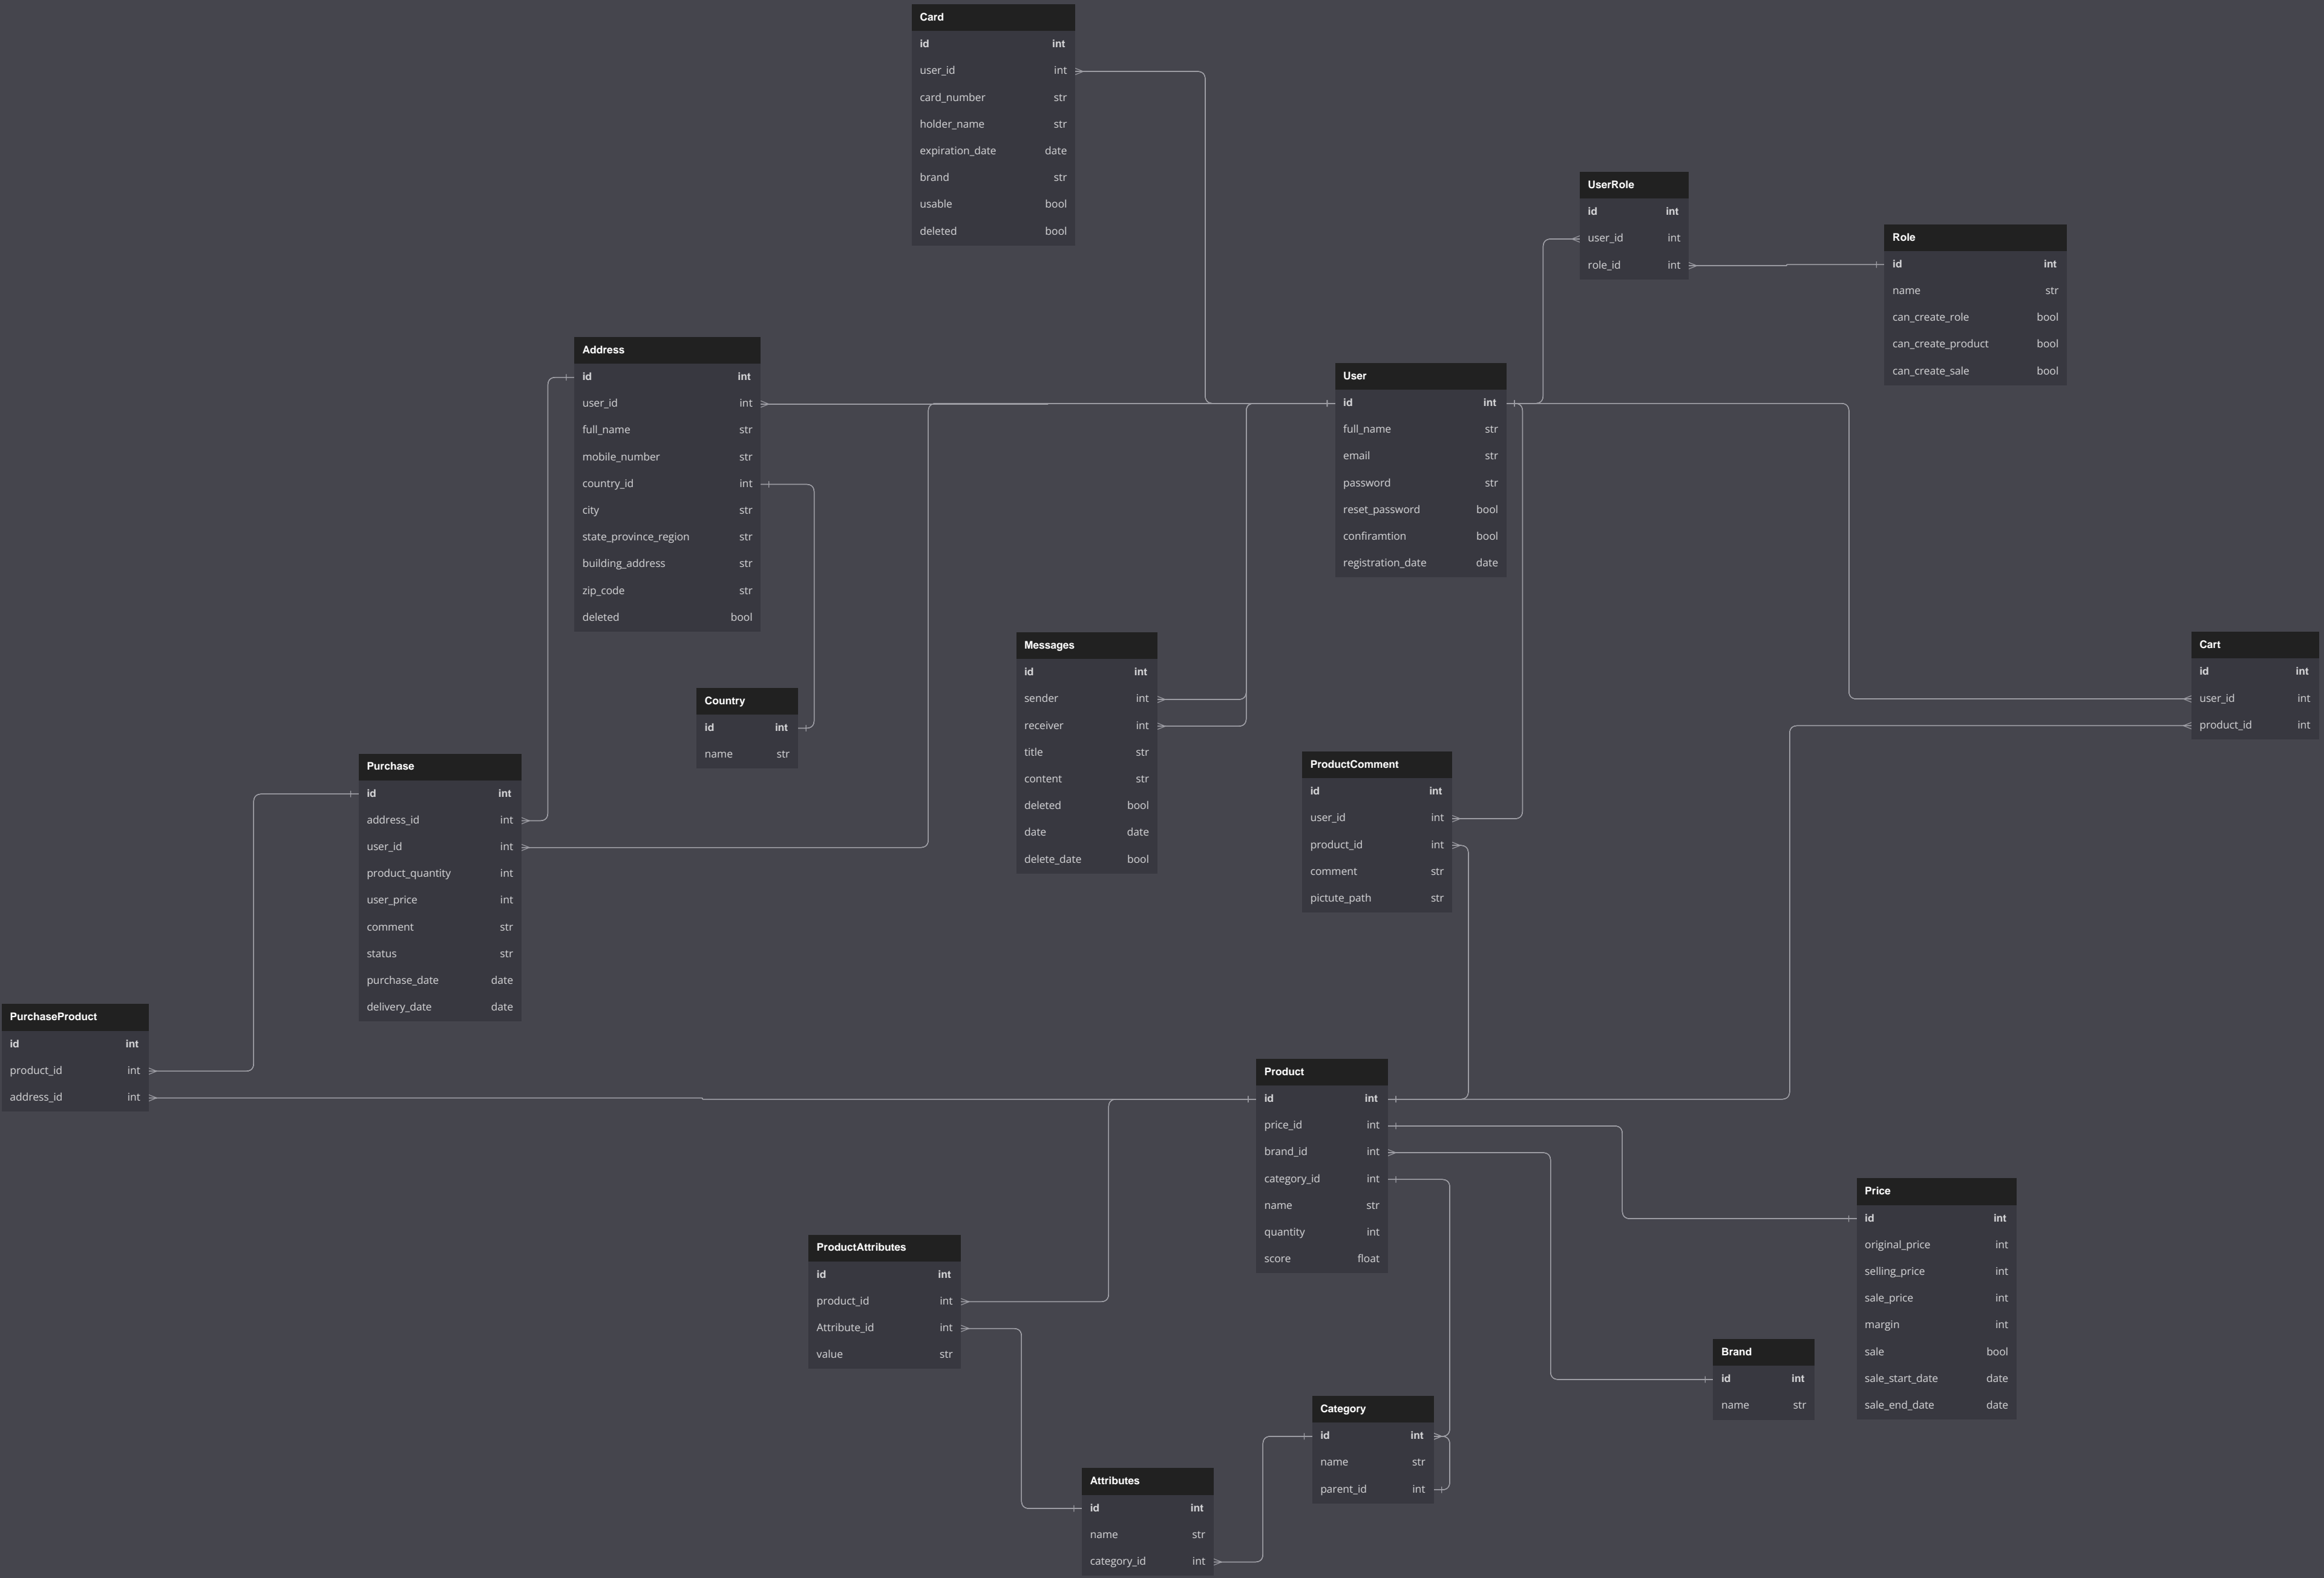 Card
id int
user_id int
card_number str
holder_name str
expiration_date date
brand str
usable bool
deleted bool
UserRole
id int
user_id int
role_id int
Role
id int
name str
can_create_role bool
can_create_product bool
can_create_sale bool
Address
id int
user_id int
full_name str
mobile_number str
country_id int
city str
state_province_region str
building_address str
zip_code str
deleted bool
User
id int
full_name str
email str
password str
reset_password bool
confiramtion bool
registration_date date
Messages
id int
sender int
receiver int
title str
content str
deleted bool
date date
delete_date bool
Cart
id int
user_id int
product_id int
Country
id int
name str
Purchase
id int
address_id int
user_id int
product_quantity int
user_price int
comment str
status str
purchase_date date
delivery_date date
ProductComment
id int
user_id int
product_id int
comment str
pictute_path str
PurchaseProduct
id int
product_id int
address_id int
Product
id int
price_id int
brand_id int
category_id int
name str
quantity int
score float
Price
id int
original_price int
selling_price int
sale_price int
margin int
sale bool
sale_start_date date
sale_end_date date
ProductAttributes
id int
product_id int
Attribute_id int
value str
Brand
id int
name str
Category
id int
name str
parent_id int
Attributes
id int
name str
category_id int